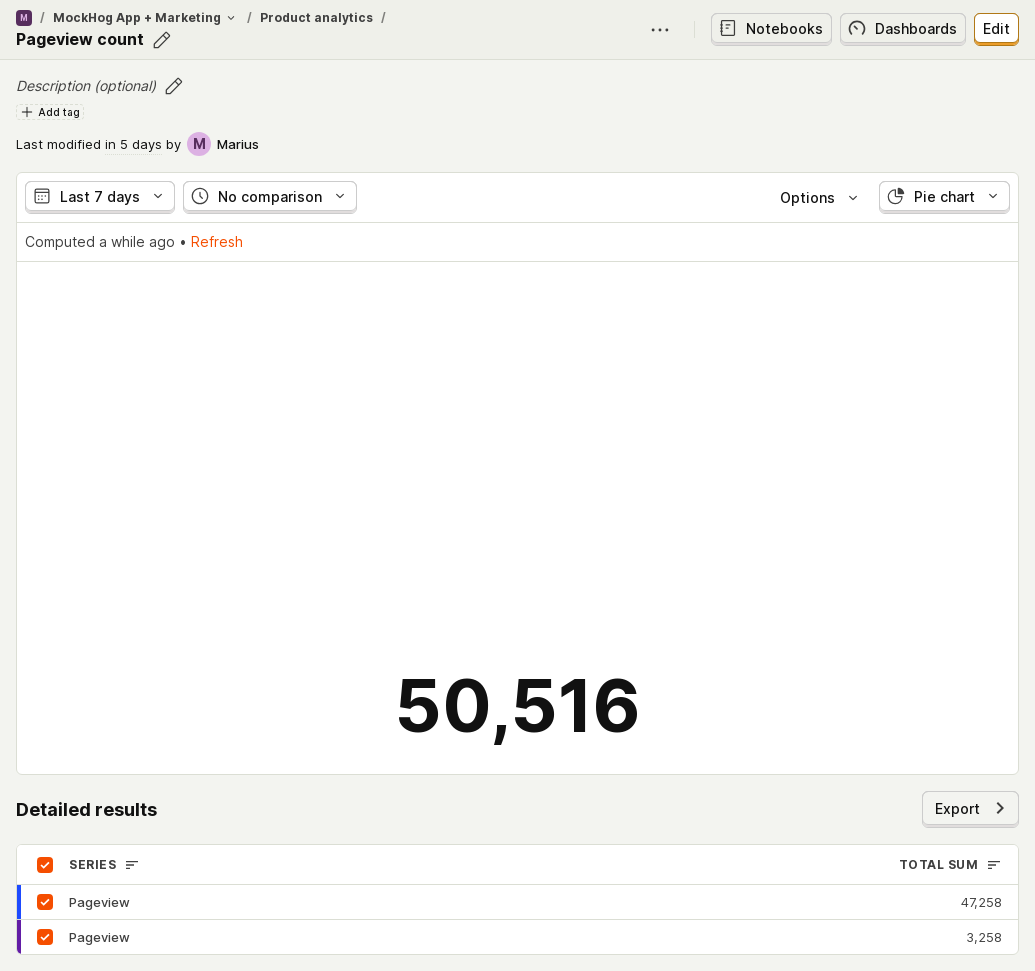 M / MockHog App + Marketing / Product analytics /
Pageview count
Notebooks
Dashboards
Edit
Description (optional)
Add tag
Last modified in 5 days by M Marius
Last 7 days
No comparison
Options
Pie chart
Computed a while ago • Refresh
50,516
Detailed results
Export
SERIES
TOTAL SUM
Pageview
47,258
Pageview
3,258